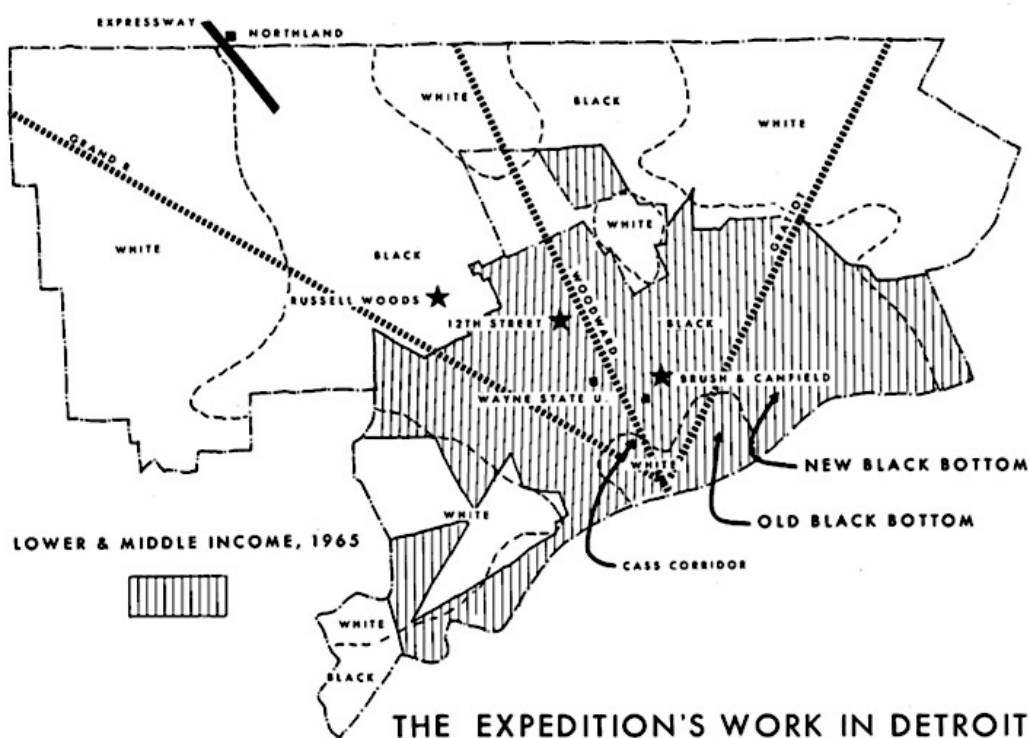 EXPRESSWAY
NORTHLAND
WHITE
BLACK
WHITE
GRAND R
WHITE
WHITE
GRATIOT
BLACK
RUSSELL WOODS
WOODWARD
12TH STREET
BLACK
BRUSH & CANFIELD
WAYNE STATE U.
WHITE
NEW BLACK BOTTOM
WHITE
OLD BLACK BOTTOM
LOWER & MIDDLE INCOME, 1965
CASS CORRIDOR
WHITE
BLACK
THE EXPEDITION'S WORK IN DETROIT